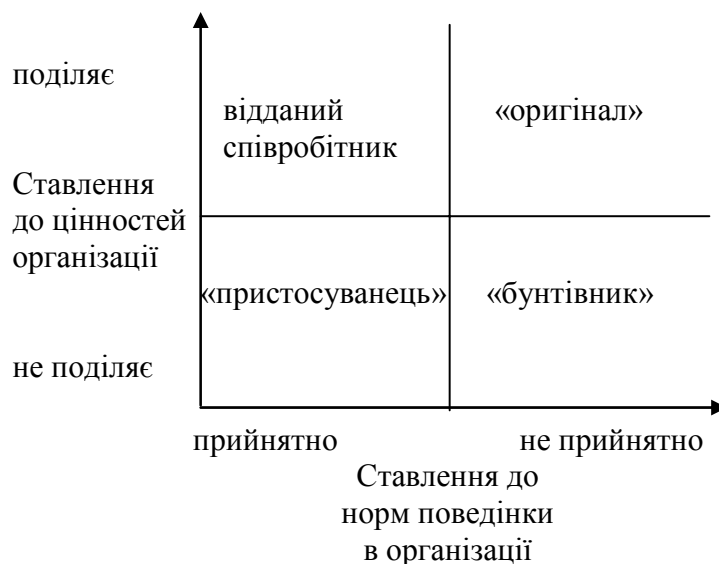 поділяє
відданий
співробітник
«оригінал»
Ставлення
до цінностей
організації
«пристосуванець»
«бунтівник»
не поділяє
прийнятно
не прийнятно
Ставлення до
норм поведінки
в організації